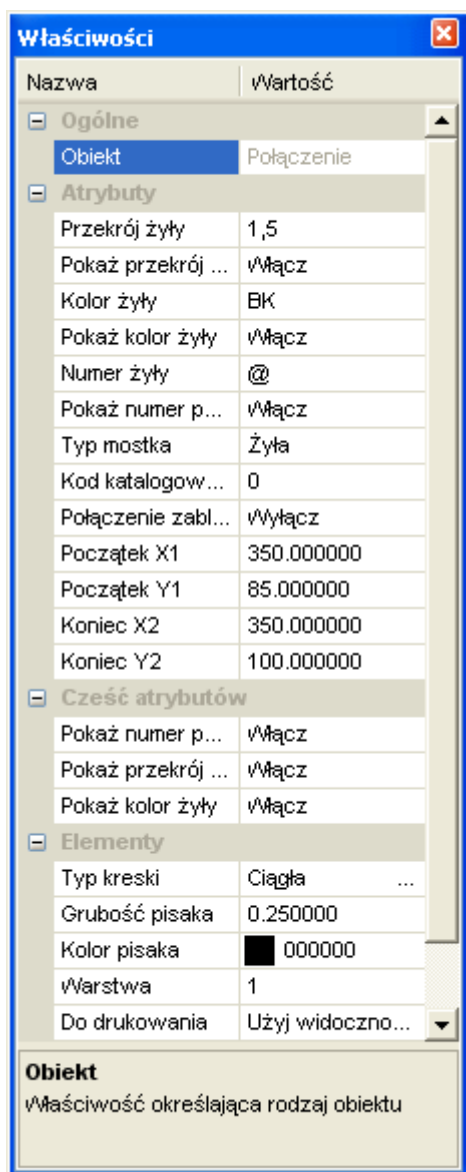 Właściwości
Nazwa Wartość
Ogólne
Obiekt Połączenie
Atrybuty
Przekrój żyły 1,5
Pokaż przekrój ... Włącz
Kolor żyły BK
Pokaż kolor żyły Włącz
Numer żyły @
Pokaż numer p... Włącz
Typ mostka Żyła
Kod katalogow... 0
Połączenie zabl... Wyłącz
Początek X1 350.000000
Początek Y1 85.000000
Koniec X2 350.000000
Koniec Y2 100.000000
Cześć atrybutów
Pokaż numer p... Włącz
Pokaż przekrój ... Włącz
Pokaż kolor żyły Włącz
Elementy
Typ kreski Ciągła ...
Grubość pisaka 0.250000
Kolor pisaka 000000
Warstwa 1
Do drukowania Użyj widoczno...
Obiekt
Właściwość określająca rodzaj obiektu